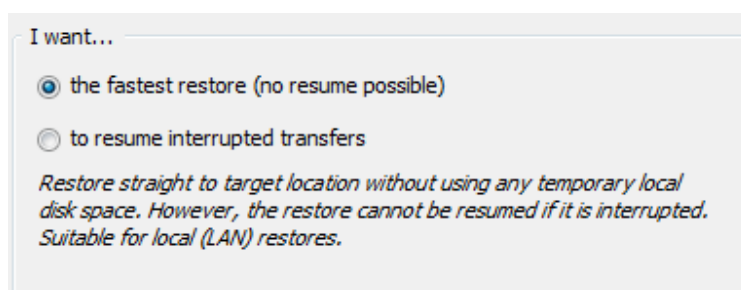 I want...
the fastest restore (no resume possible)
to resume interrupted transfers
Restore straight to target location without using any temporary local
disk space. However, the restore cannot be resumed if it is interrupted.
Suitable for local (LAN) restores.